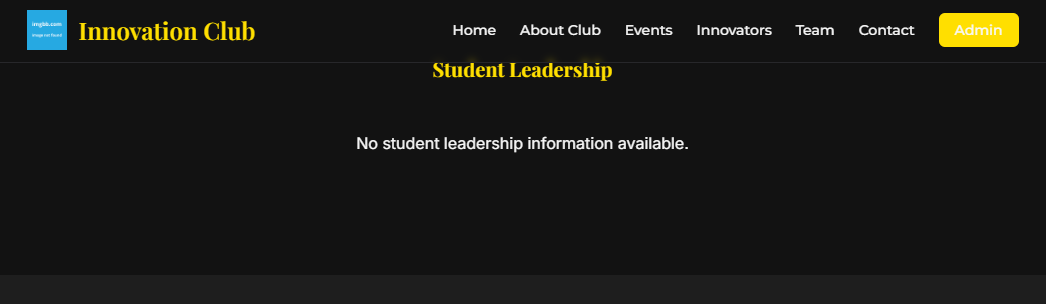 imgbb.com
image not found
Innovation Club
Home
About Club
Events
Innovators
Team
Contact
Admin
Student Leadership
No student leadership information available.